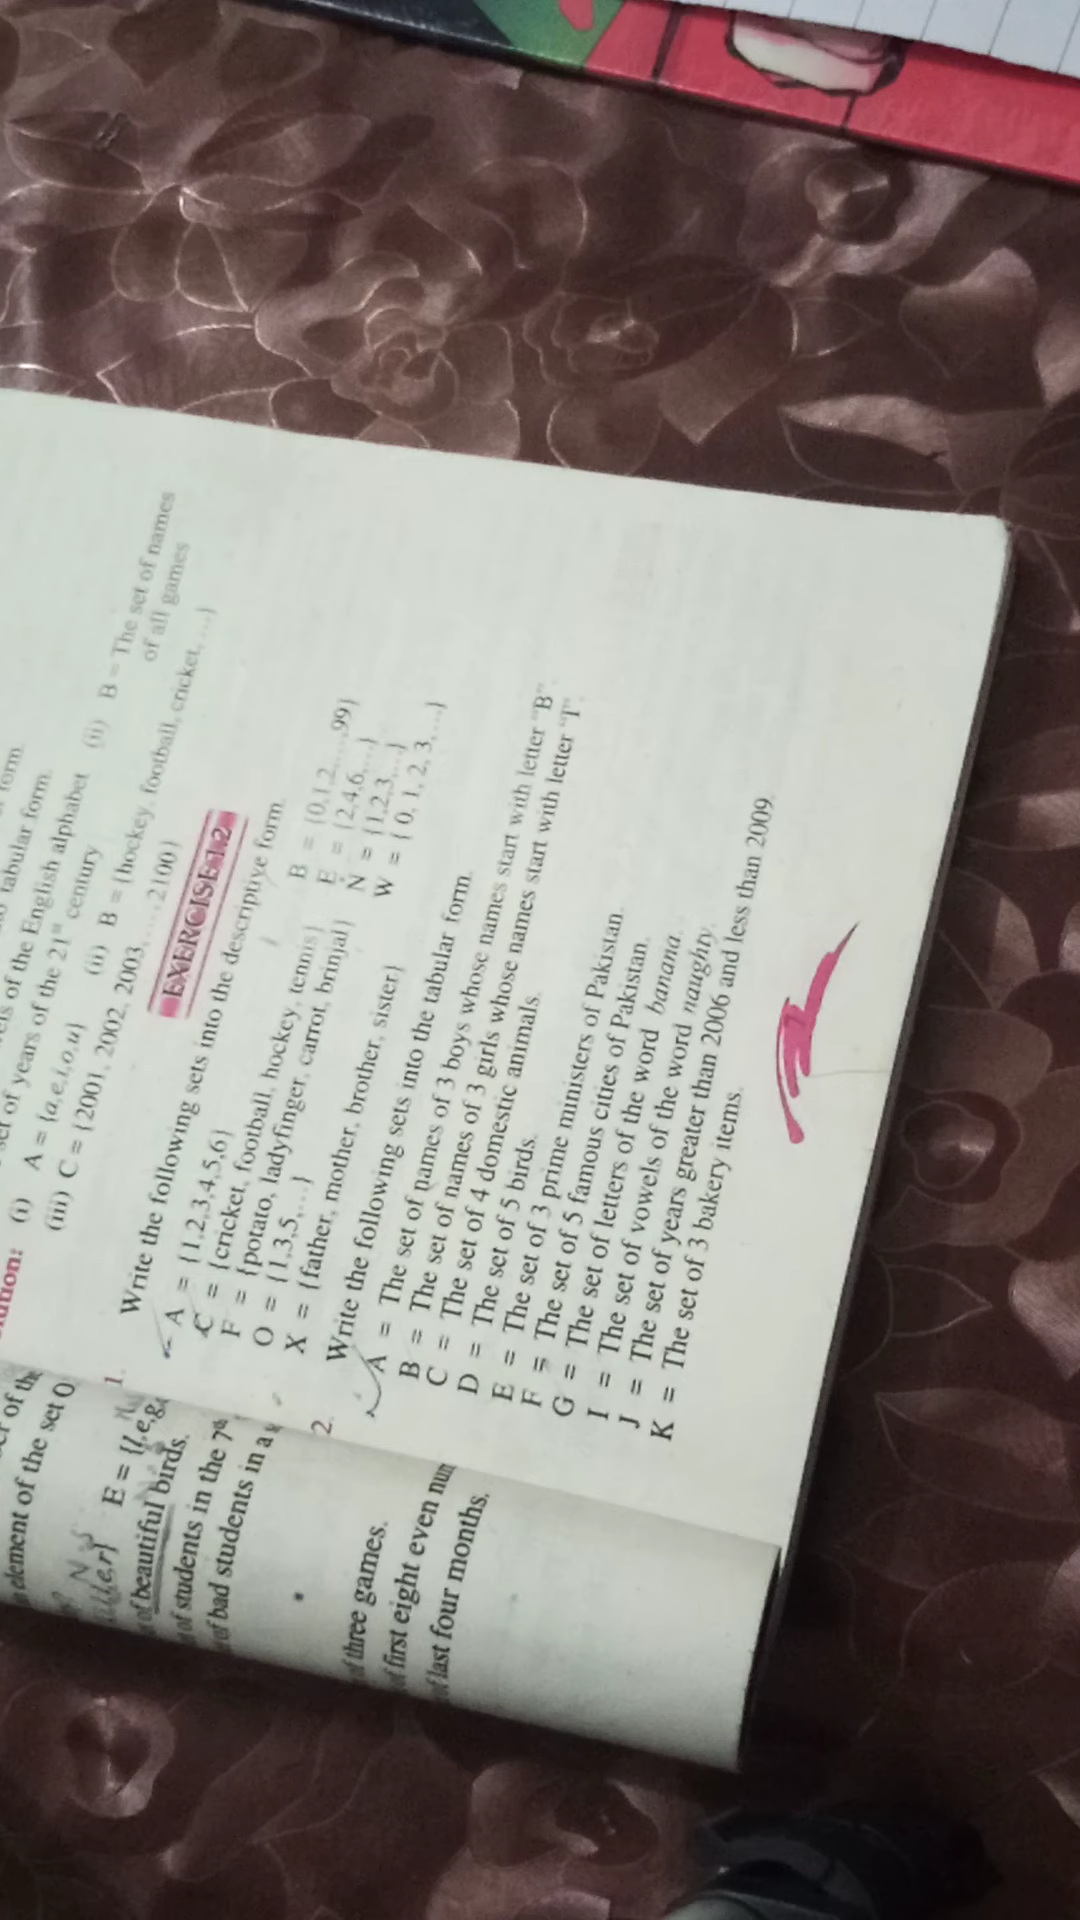 tabular form.
of the English alphabet
(i) A = {a,e,i,o,u}
of years of the 21st century
(ii) B = The set of names
of all games
(ii) B = {hockey, football, cricket, ...}
(iii) C = {2001, 2002, 2003, ..., 2100}
EXERCISE 1.2
1. Write the following sets into the descriptive form.
A = {1,2,3,4,5,6}
B = {0,1,2,...,99}
C = {cricket, football, hockey, tennis}
E = {2,4,6,...}
F = {potato, ladyfinger, carrot, brinjal}
N = {1,2,3,...}
O = {1,3,5,...}
W = { 0, 1, 2, 3,...}
X = {father, mother, brother, sister}
2. Write the following sets into the tabular form.
A = The set of names of 3 boys whose names start with letter "B".
B = The set of names of 3 girls whose names start with letter "T".
C = The set of 4 domestic animals.
D = The set of 5 birds.
E = The set of 3 prime ministers of Pakistan.
F = The set of 5 famous cities of Pakistan.
G = The set of letters of the word banana.
I = The set of vowels of the word naughty.
J = The set of years greater than 2006 and less than 2009.
K = The set of 3 bakery items.
of the
element of the set O
E = {l,e,g,
of beautiful birds.
of students in the 7th
of bad students in a
of three games.
of first eight even num
of last four months.